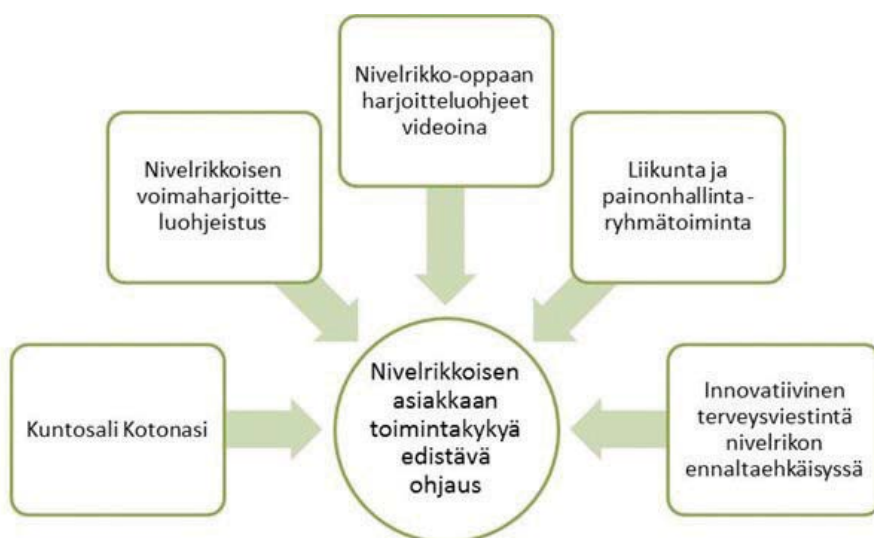 Nivelrikko-oppaan
harjoitteluohjeet
videoina
Nivelrikkoisen
voimaharjoitte-
luohjeistus
Liikunta ja
painonhallinta-
ryhmätoiminta
Kuntosali Kotonasi
Nivelrikkoisen
asiakkaan
toimintakykyä
edistävä
ohjaus
Innovatiivinen
terveysviestintä
nivelrikon
ennaltaehkäisyssä